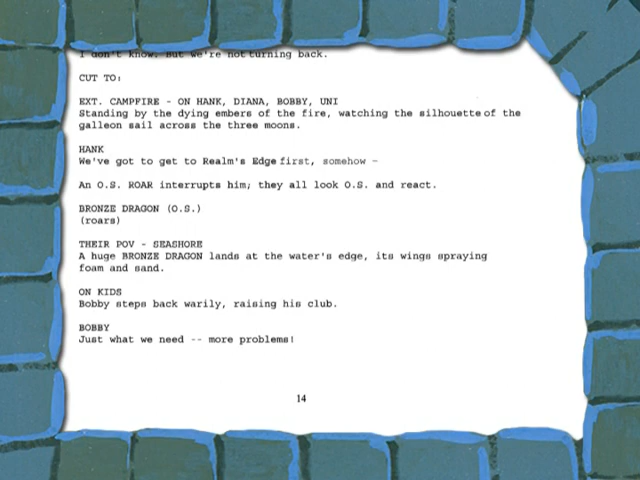 I don't know. But we're not turning back.
CUT TO:
EXT. CAMPFIRE - ON HANK, DIANA, BOBBY, UNI
Standing by the dying embers of the fire, watching the silhouette of the
galleon sail across the three moons.
HANK
We've got to get to Realm's Edge first, somehow -
An O.S. ROAR interrupts him; they all look O.S. and react.
BRONZE DRAGON (O.S.)
(roars)
THEIR POV - SEASHORE
A huge BRONZE DRAGON lands at the water's edge, its wings spraying
foam and sand.
ON KIDS
Bobby steps back warily, raising his club.
BOBBY
Just what we need -- more problems!
14